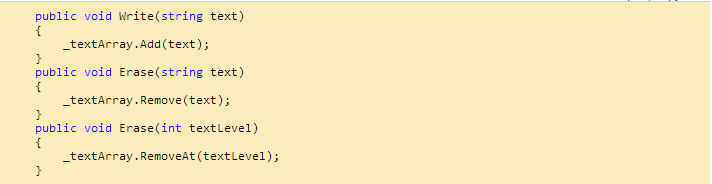 public void Write(string text)
{
    _textArray.Add(text);
}
public void Erase(string text)
{
    _textArray.Remove(text);
}
public void Erase(int textLevel)
{
    _textArray.RemoveAt(textLevel);
}